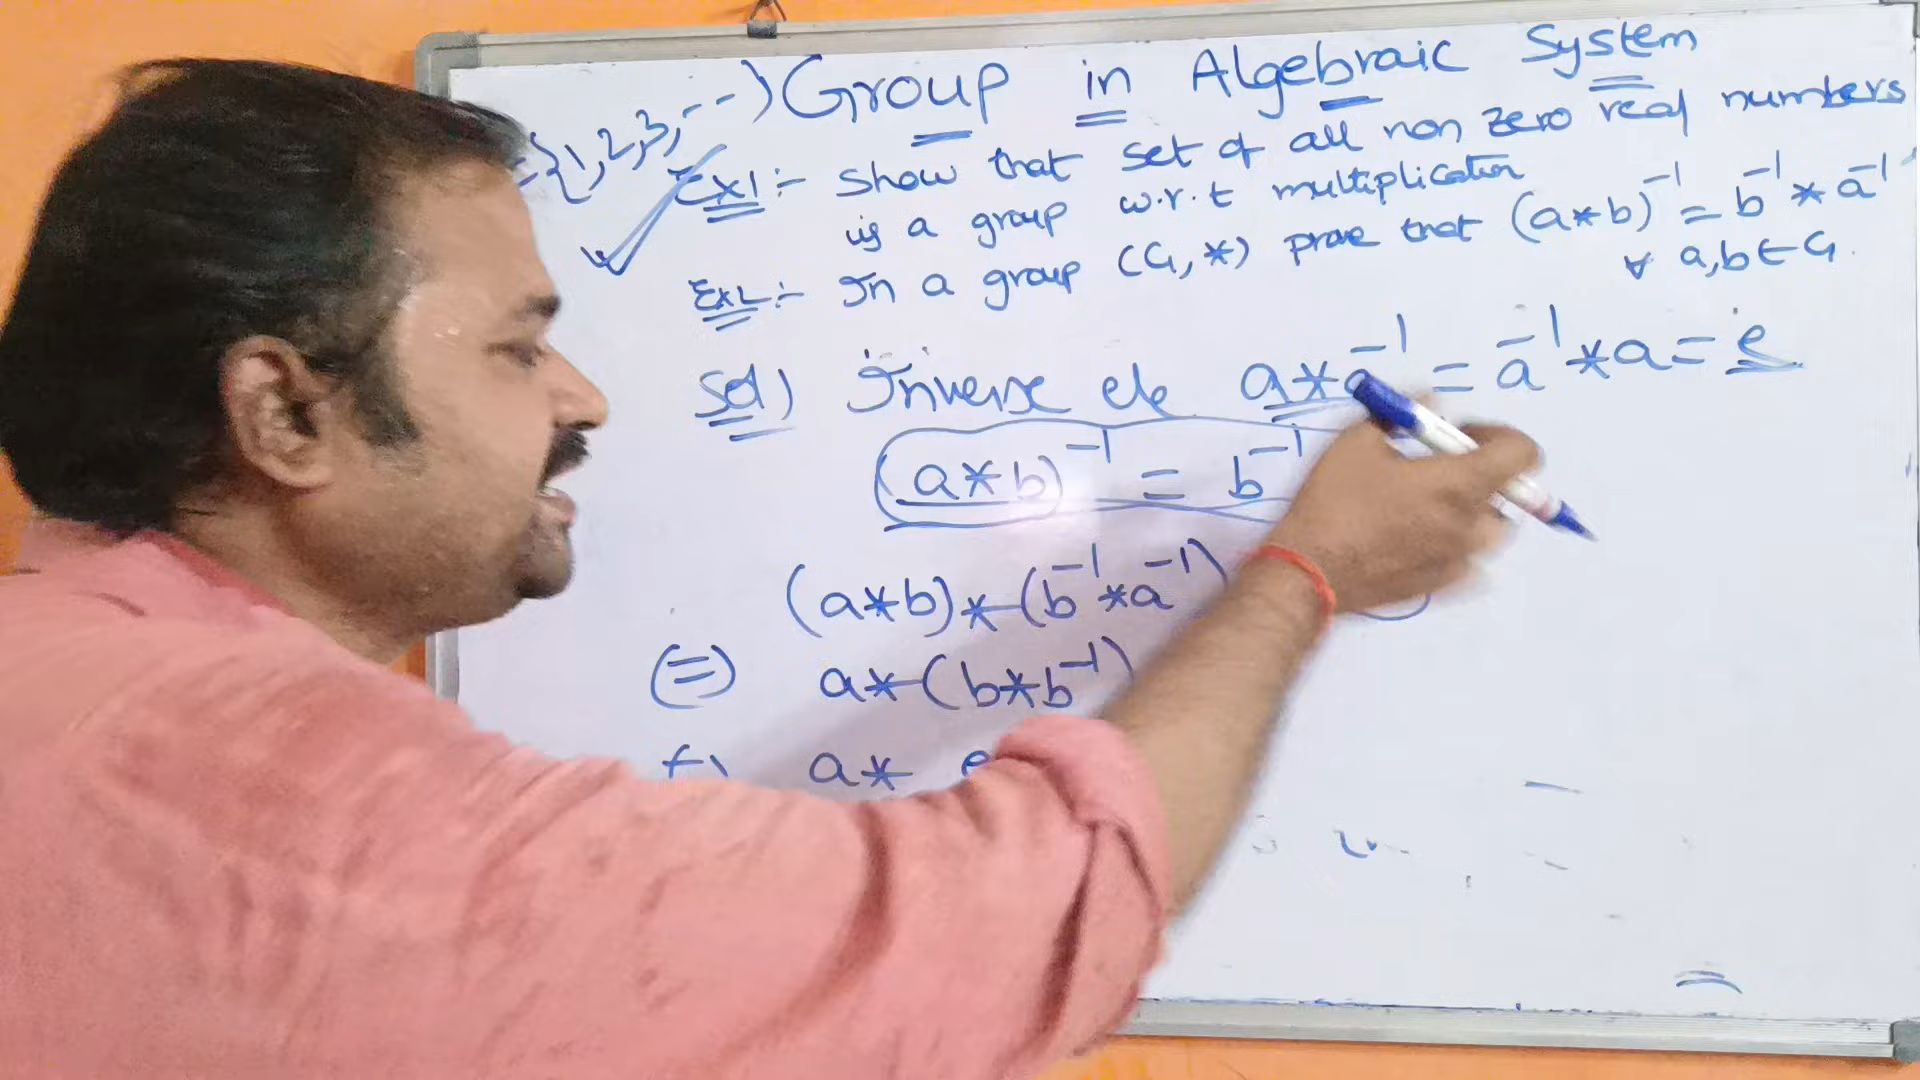 Group in Algebraic System
={1,2,3,--)
Ex1:- Show that set of all non zero real numbers
is a group w.r.t multiplication
Ex2:- In a group (G,*) prove that (a*b)⁻¹ = b⁻¹ * a⁻¹
∀ a,b ∈ G.
Sol) Inverse ele a*a⁻¹ = a⁻¹*a = e
(a*b)⁻¹ = b⁻¹
(a*b)*(b⁻¹*a⁻¹)
(=) a*(b*b⁻¹)
a* e